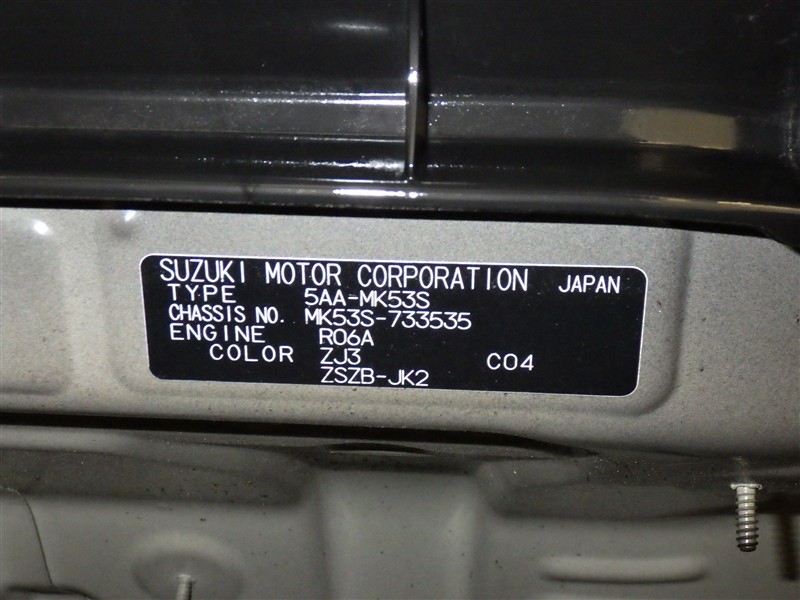 SUZUKI MOTOR CORPORATION JAPAN
TYPE 5AA-MK53S
CHASSIS NO. MK53S-733535
ENGINE R06A
COLOR ZJ3 C04
ZSZB-JK2